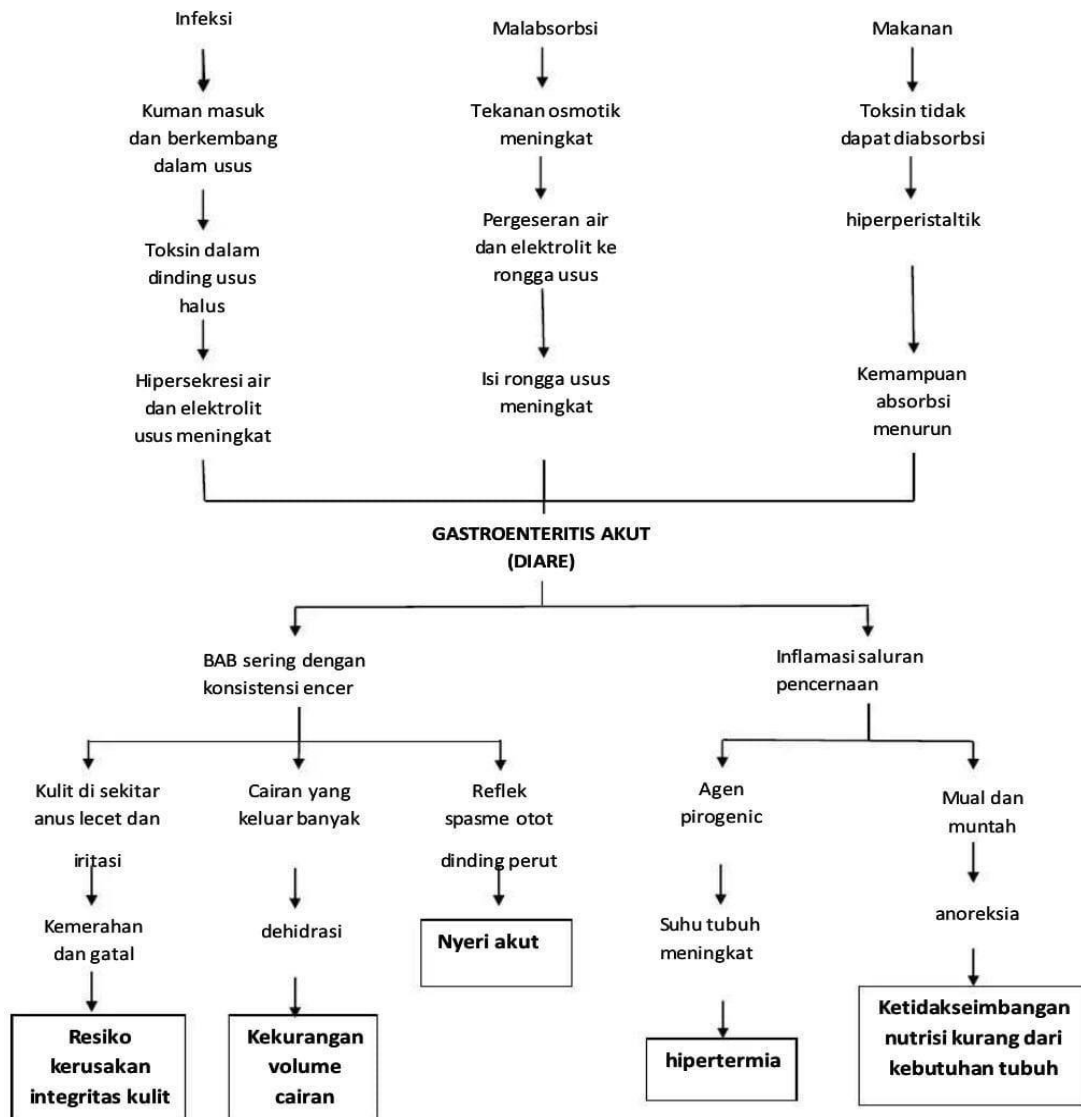 Infeksi
Malabsorbsi
Makanan
Kuman masuk
dan berkembang
dalam usus
Tekanan osmotik
meningkat
Toksin tidak
dapat diabsorbsi
Toksin dalam
dinding usus
halus
Pergeseran air
dan elektrolit ke
rongga usus
hiperperistaltik
Hipersekresi air
dan elektrolit
usus meningkat
Isi rongga usus
meningkat
Kemampuan
absorbsi
menurun
GASTROENTERITIS AKUT
(DIARE)
BAB sering dengan
konsistensi encer
Inflamasi saluran
pencernaan
Kulit di sekitar
anus lecet dan
iritasi
Cairan yang
keluar banyak
Reflek
spasme otot
dinding perut
Agen
pirogenic
Mual dan
muntah
Kemerahan
dan gatal
dehidrasi
Nyeri akut
Suhu tubuh
meningkat
anoreksia
Resiko
kerusakan
integritas kulit
Kekurangan
volume
cairan
hipertermia
Ketidakseimbangan
nutrisi kurang dari
kebutuhan tubuh